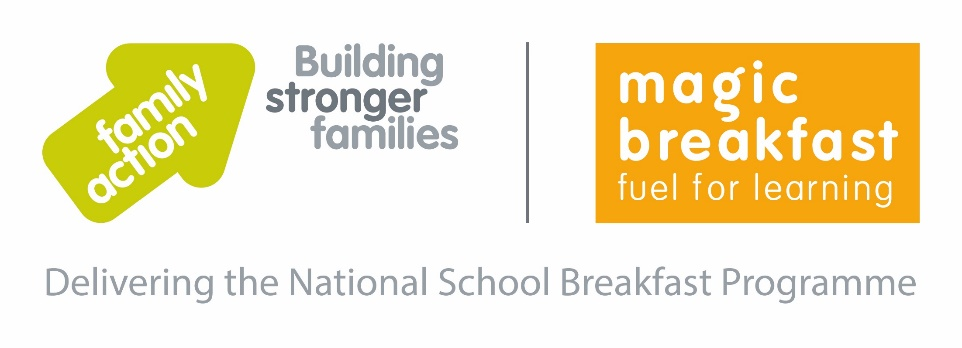 family
action
Building
stronger
families
magic
breakfast
fuel for learning
Delivering the National School Breakfast Programme